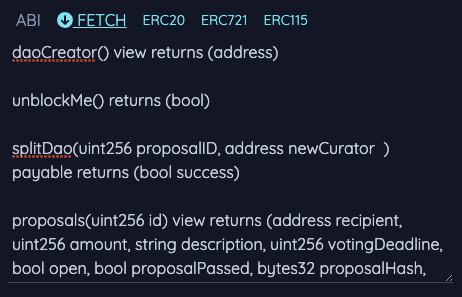 ABI FETCH ERC20 ERC721 ERC115
daoCreator() view returns (address)
unblockMe() returns (bool)
splitDao(uint256 proposalID, address newCurator )
payable returns (bool success)
proposals(uint256 id) view returns (address recipient,
uint256 amount, string description, uint256 votingDeadline,
bool open, bool proposalPassed, bytes32 proposalHash,